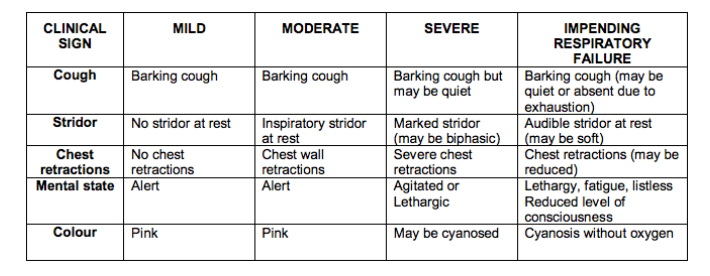 CLINICAL SIGN MILD MODERATE SEVERE IMPENDING RESPIRATORY FAILURE
Cough Barking cough Barking cough Barking cough but may be quiet Barking cough (may be quiet or absent due to exhaustion)
Stridor No stridor at rest Inspiratory stridor at rest Marked stridor (may be biphasic) Audible stridor at rest (may be soft)
Chest retractions No chest retractions Chest wall retractions Severe chest retractions Chest retractions (may be reduced)
Mental state Alert Alert Agitated or Lethargic Lethargy, fatigue, listless Reduced level of consciousness
Colour Pink Pink May be cyanosed Cyanosis without oxygen